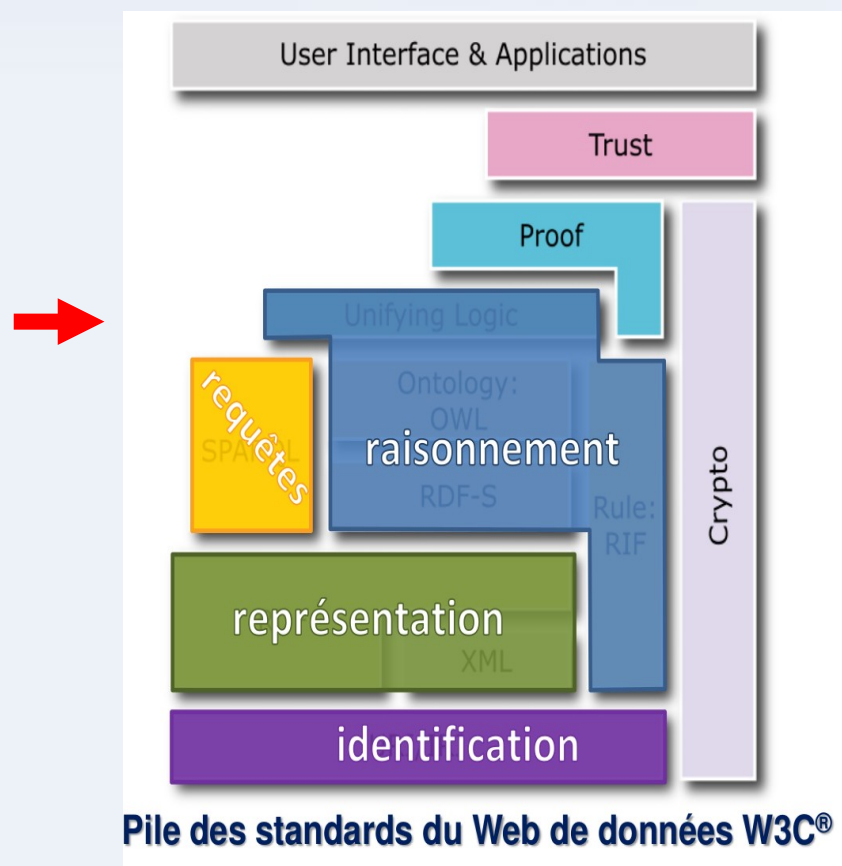 User Interface & Applications
Trust
Proof
Unifying Logic
Ontology:
OWL
requêtes
SPARQL
raisonnement
RDF-S
Rule:
RIF
Crypto
représentation
XML
identification
Pile des standards du Web de données W3C®